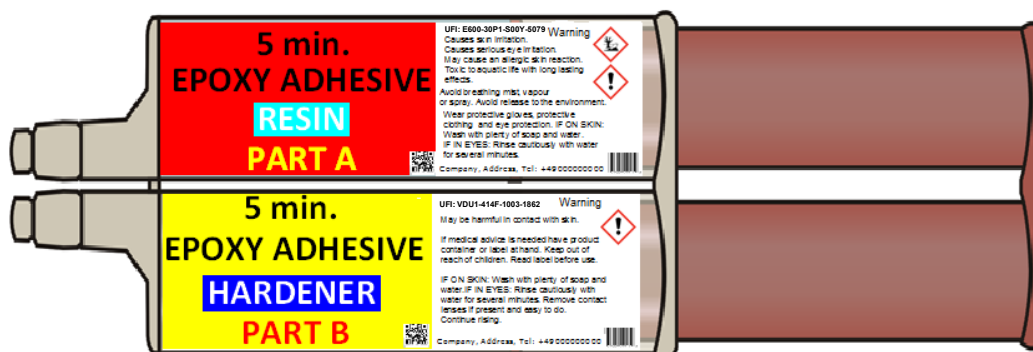 5 min.
EPOXY ADHESIVE
RESIN
PART A
UFI: E600-30P1-S00Y-5079 Warning
Causes skin irritation.
Causes serious eye irritation.
May cause an allergic skin reaction.
Toxic to aquatic life with long lasting
effects.
Avoid breathing mist, vapour
or spray. Avoid release to the environment.
Wear protective gloves, protective
clothing and eye protection. IF ON SKIN:
Wash with plenty of soap and water.
IF IN EYES: Rinse cautiously with water
for several minutes.
Company, Address, Tel: +49000000000
5 min.
EPOXY ADHESIVE
HARDENER
PART B
UFI: VDU1-414F-1003-1862 Warning
May be harmful in contact with skin.
If medical advice is needed have product
container or label at hand. Keep out of
reach of children. Read label before use.
IF ON SKIN: Wash with plenty of soap and
water.IF IN EYES: Rinse cautiously with
water for several minutes. Remove contact
lenses if present and easy to do.
Continue rising.
Company, Address, Tel: +49000000000